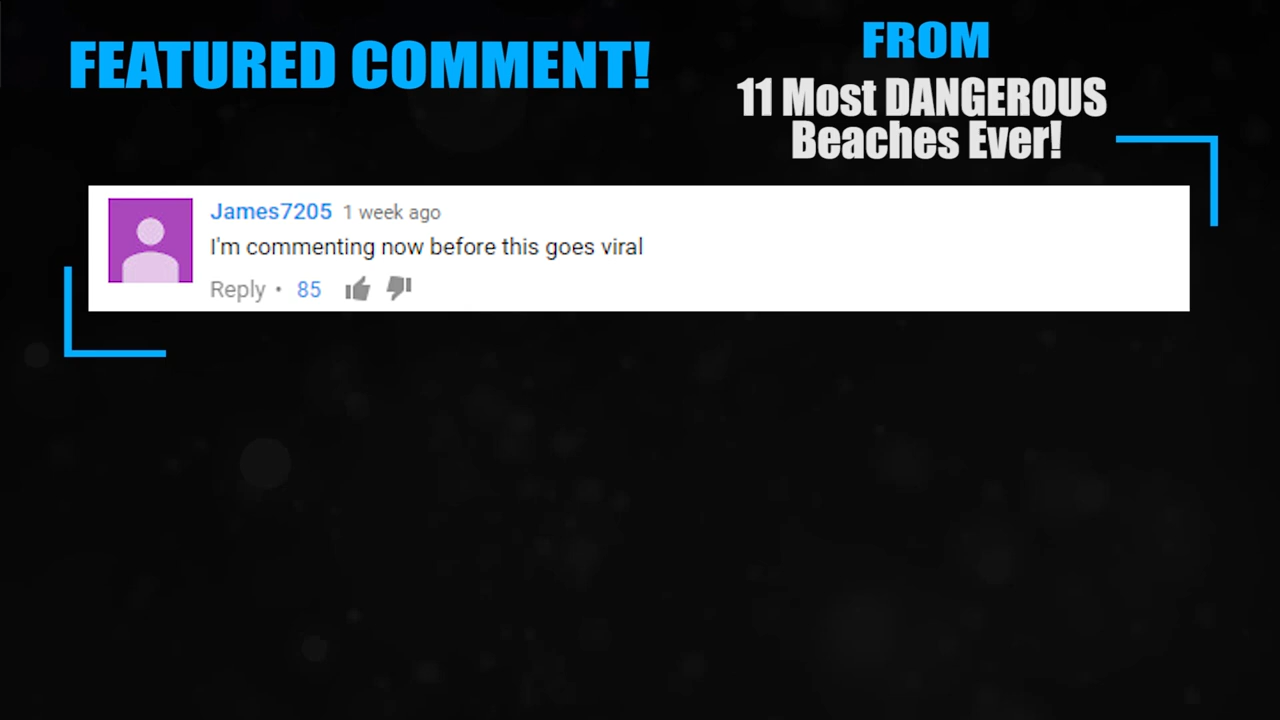 FEATURED COMMENT!
FROM
11 Most DANGEROUS
Beaches Ever!
James7205 1 week ago
I'm commenting now before this goes viral
Reply • 85